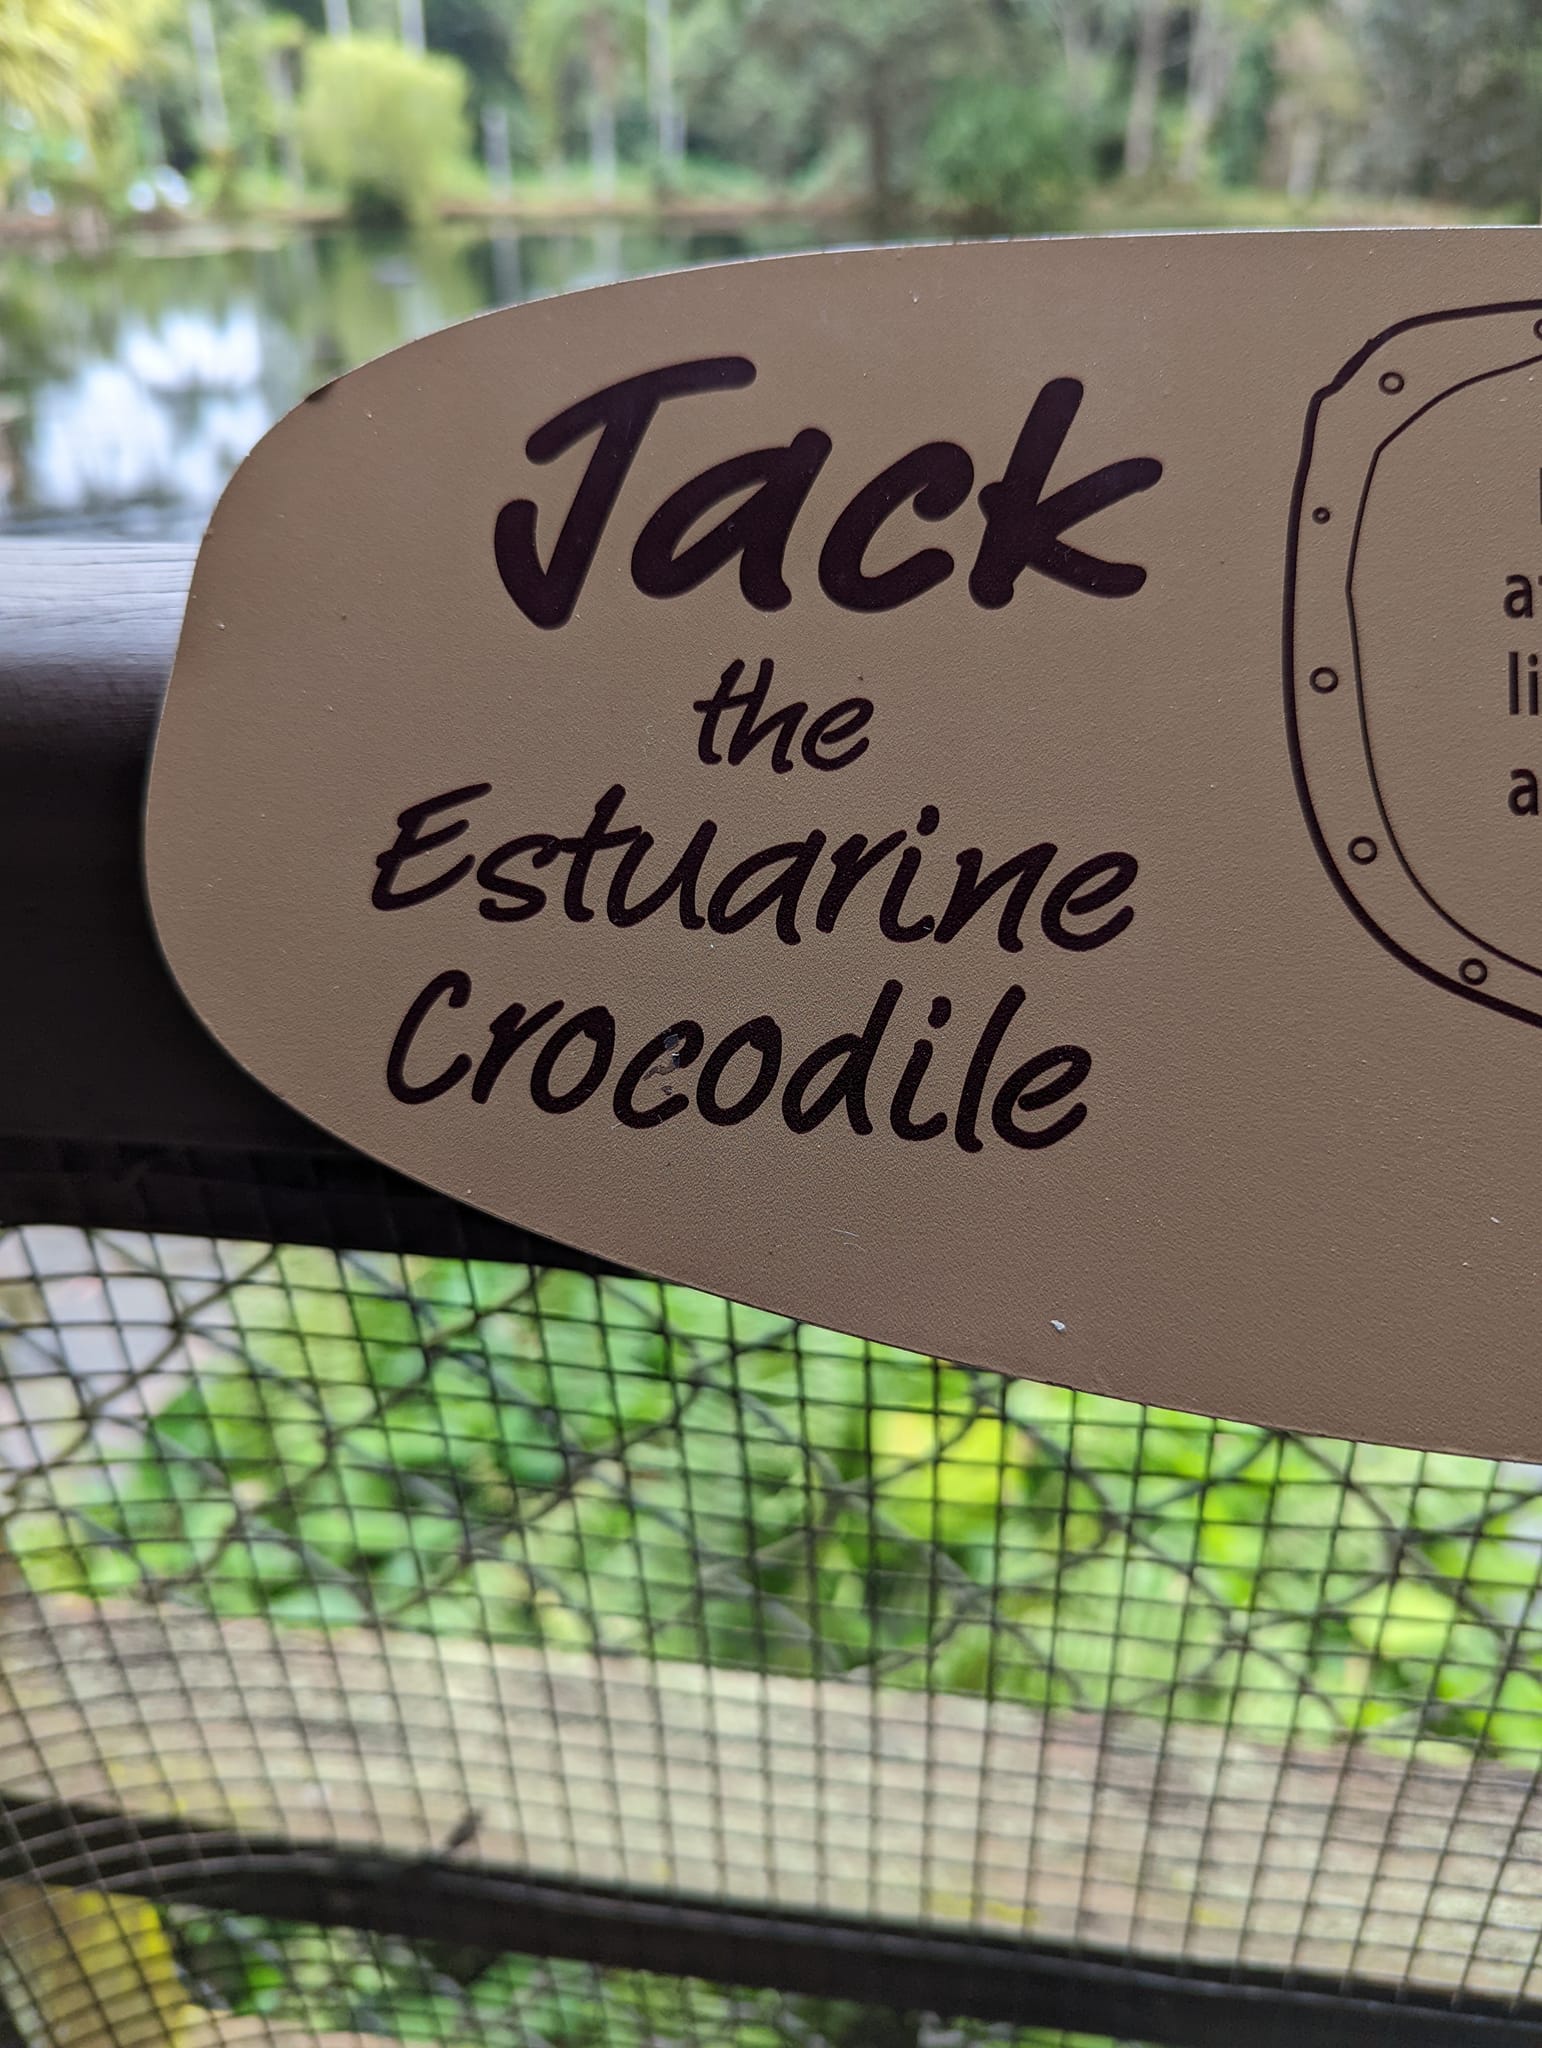 Jack
the
Estuarine
Crocodile